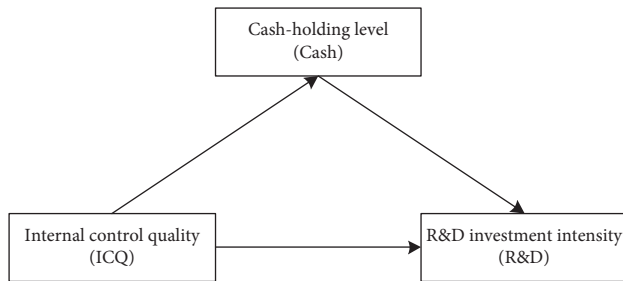 Cash-holding level
(Cash)
Internal control quality
(ICQ)
R&D investment intensity
(R&D)